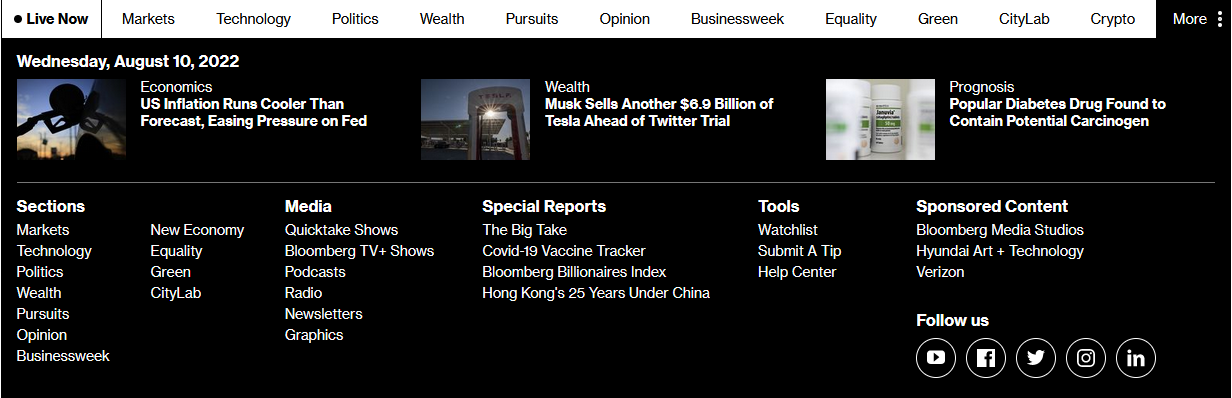 Live Now
Markets
Technology
Politics
Wealth
Pursuits
Opinion
Businessweek
Equality
Green
CityLab
Crypto
More
Wednesday, August 10, 2022
Economics
US Inflation Runs Cooler Than
Forecast, Easing Pressure on Fed
TESLA
Wealth
Musk Sells Another $6.9 Billion of
Tesla Ahead of Twitter Trial
Januvia
Prognosis
Popular Diabetes Drug Found to
Contain Potential Carcinogen
Sections
Markets
Technology
Politics
Wealth
Pursuits
Opinion
Businessweek
New Economy
Equality
Green
CityLab
Media
Quicktake Shows
Bloomberg TV+ Shows
Podcasts
Radio
Newsletters
Graphics
Special Reports
The Big Take
Covid-19 Vaccine Tracker
Bloomberg Billionaires Index
Hong Kong's 25 Years Under China
Tools
Watchlist
Submit A Tip
Help Center
Sponsored Content
Bloomberg Media Studios
Hyundai Art + Technology
Verizon
Follow us